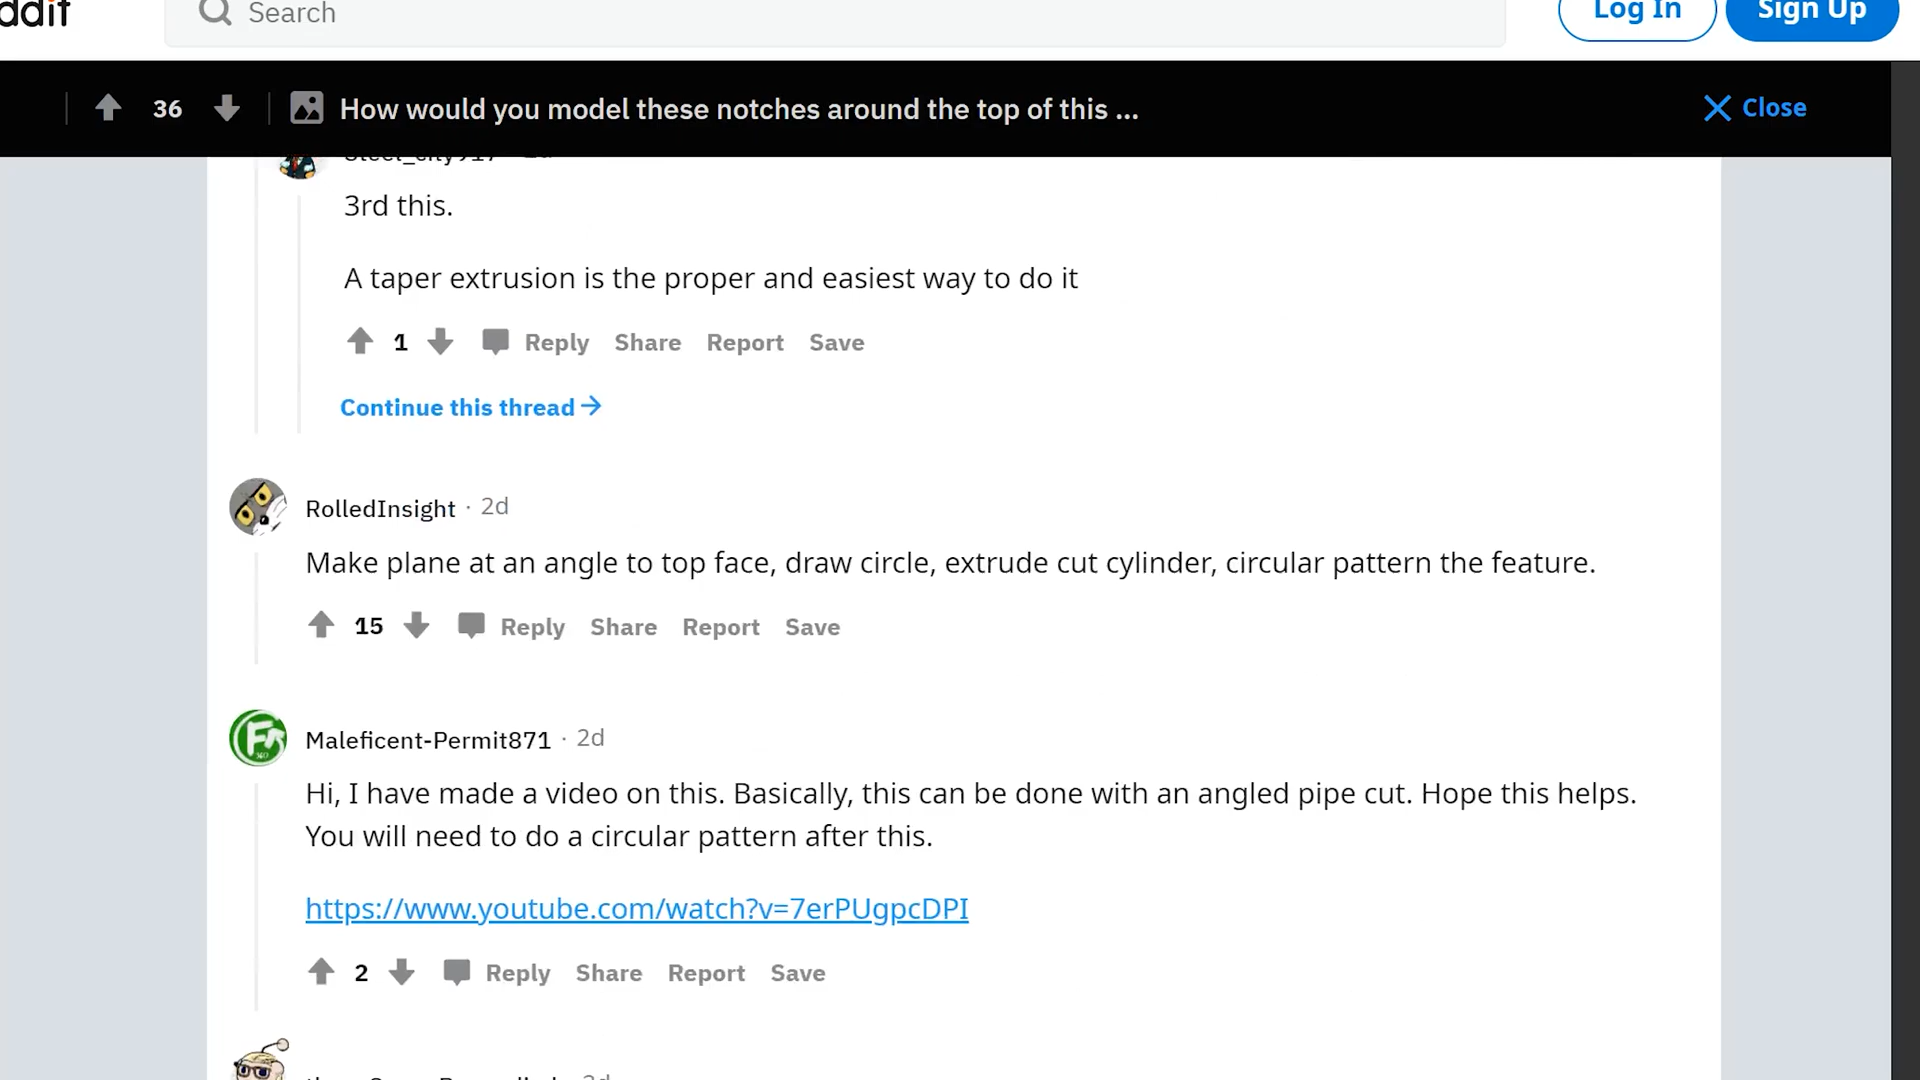 ddit Search Log In Sign Up
36 How would you model these notches around the top of this ... Close
3rd this.
A taper extrusion is the proper and easiest way to do it
1 Reply Share Report Save
Continue this thread →
RolledInsight · 2d
Make plane at an angle to top face, draw circle, extrude cut cylinder, circular pattern the feature.
15 Reply Share Report Save
Maleficent-Permit871 · 2d
Hi, I have made a video on this. Basically, this can be done with an angled pipe cut. Hope this helps.
You will need to do a circular pattern after this.
https://www.youtube.com/watch?v=7erPUgpcDPI
2 Reply Share Report Save